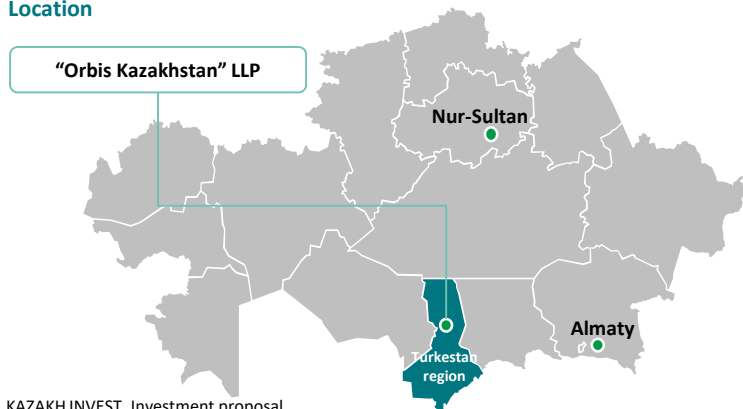 Location
“Orbis Kazakhstan” LLP
Nur-Sultan
Almaty
Turkestan
region
KAZAKH INVEST. Investment proposal